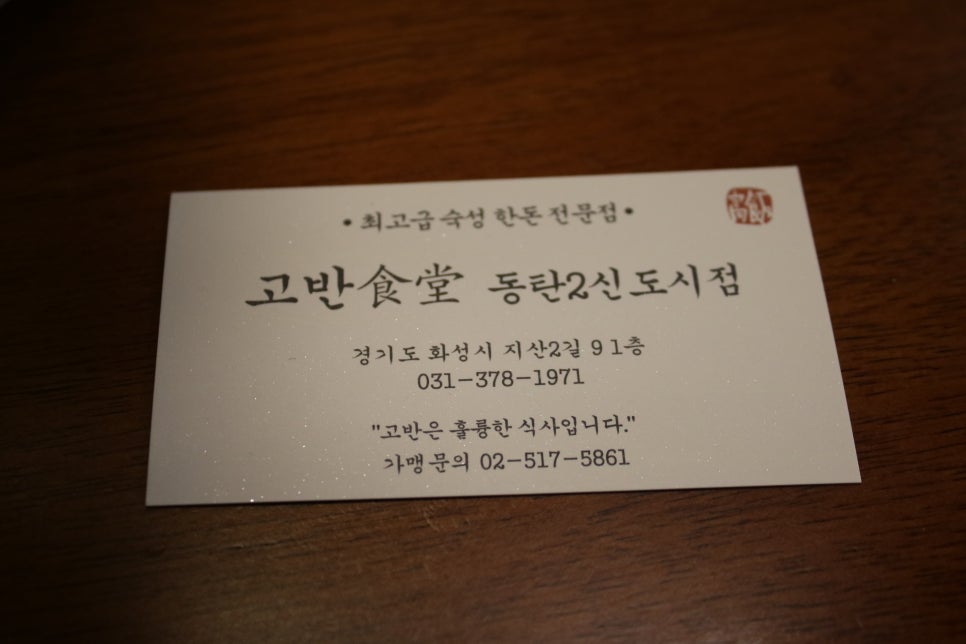 • 최고급 숙성 한돈 전문점 •
고반食堂 동탄2신도시점
경기도 화성시 지산2길 9 1층
031-378-1971
"고반은 훌륭한 식사입니다."
가맹문의 02-517-5861